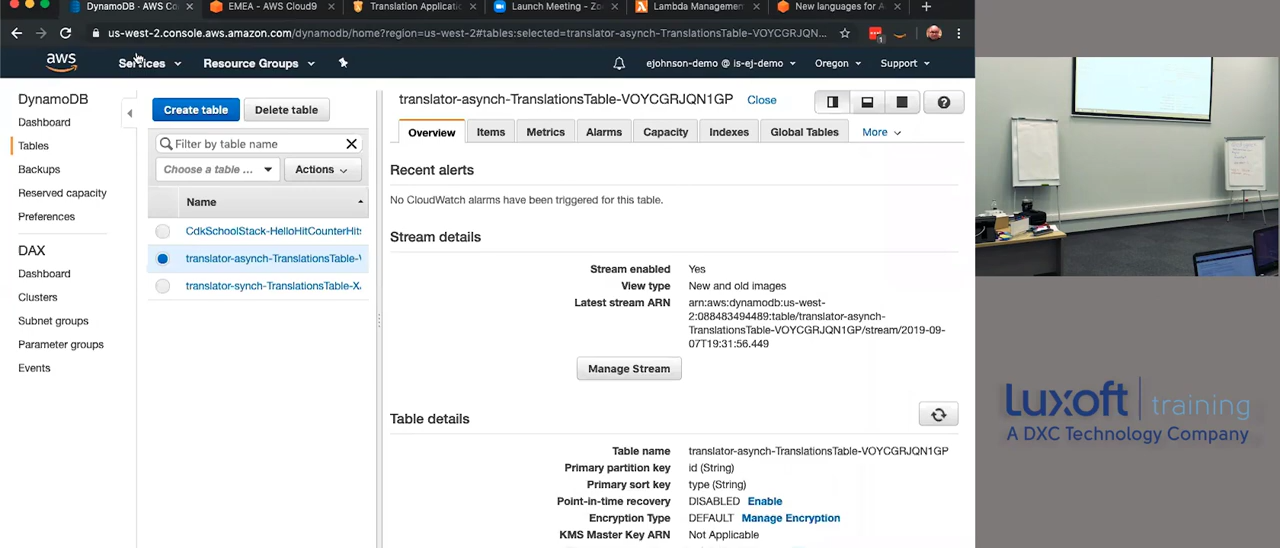 DynamoDB · AWS Co
EMEA - AWS Cloud9
Translation Applicatio
Launch Meeting - Zo
Lambda Managemen
New languages for A
us-west-2.console.aws.amazon.com/dynamodb/home?region=us-west-2#tables:selected=translator-asynch-TranslationsTable-VOYCGRJQN...
aws
Services
Resource Groups
ejohnson-demo @ is-ej-demo
Oregon
Support
DynamoDB
Dashboard
Tables
Backups
Reserved capacity
Preferences
DAX
Dashboard
Clusters
Subnet groups
Parameter groups
Events
Create table
Delete table
Filter by table name
Choose a table ...
Actions
Name
CdkSchoolStack-HelloHitCounterHits
translator-asynch-TranslationsTable-V
translator-synch-TranslationsTable-X
translator-asynch-TranslationsTable-VOYCGRJQN1GP
Close
Overview
Items
Metrics
Alarms
Capacity
Indexes
Global Tables
More
Recent alerts
No CloudWatch alarms have been triggered for this table.
Stream details
Stream enabled Yes
View type New and old images
Latest stream ARN arn:aws:dynamodb:us-west-
2:088483494489:table/translator-asynch-
TranslationsTable-VOYCGRJQN1GP/stream/2019-09-
07T19:31:56.449
Manage Stream
Table details
Table name translator-asynch-TranslationsTable-VOYCGRJQN1GP
Primary partition key id (String)
Primary sort key type (String)
Point-in-time recovery DISABLED Enable
Encryption Type DEFAULT Manage Encryption
KMS Master Key ARN Not Applicable
Luxoft training
A DXC Technology Company